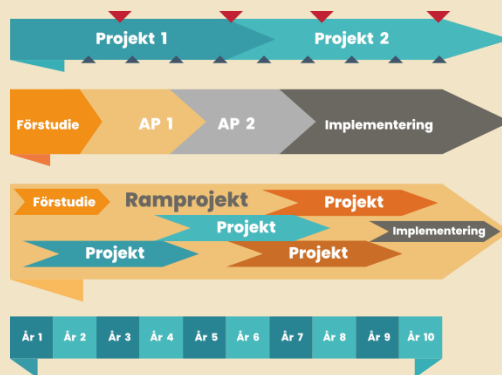 Projekt 1
Projekt 2
Förstudie
AP 1
AP 2
Implementering
Förstudie
Ramprojekt
Projekt
Projekt
Implementering
Projekt
Projekt
År 1
År 2
År 3
År 4
År 5
År 6
År 7
År 8
År 9
År 10